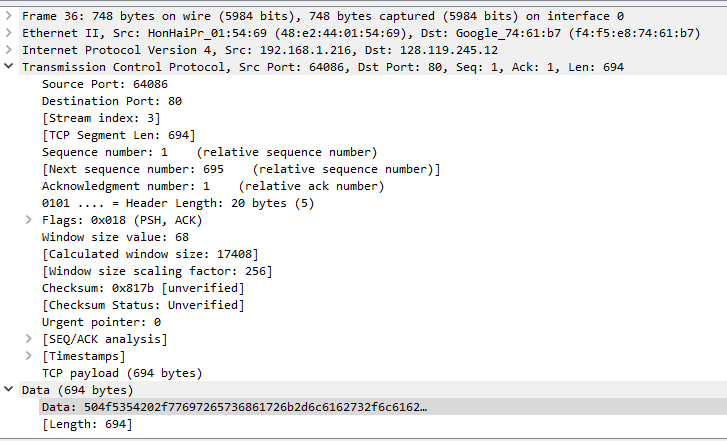 Frame 36: 748 bytes on wire (5984 bits), 748 bytes captured (5984 bits) on interface 0
Ethernet II, Src: HonHaiPr_01:54:69 (48:e2:44:01:54:69), Dst: Google_74:61:b7 (f4:f5:e8:74:61:b7)
Internet Protocol Version 4, Src: 192.168.1.216, Dst: 128.119.245.12
Transmission Control Protocol, Src Port: 64086, Dst Port: 80, Seq: 1, Ack: 1, Len: 694
Source Port: 64086
Destination Port: 80
[Stream index: 3]
[TCP Segment Len: 694]
Sequence number: 1    (relative sequence number)
[Next sequence number: 695    (relative sequence number)]
Acknowledgment number: 1    (relative ack number)
0101 .... = Header Length: 20 bytes (5)
Flags: 0x018 (PSH, ACK)
Window size value: 68
[Calculated window size: 17408]
[Window size scaling factor: 256]
Checksum: 0x817b [unverified]
[Checksum Status: Unverified]
Urgent pointer: 0
[SEQ/ACK analysis]
[Timestamps]
TCP payload (694 bytes)
Data (694 bytes)
Data: 504f5354202f77697265736861726b2d6c6162732f6c6162…
[Length: 694]